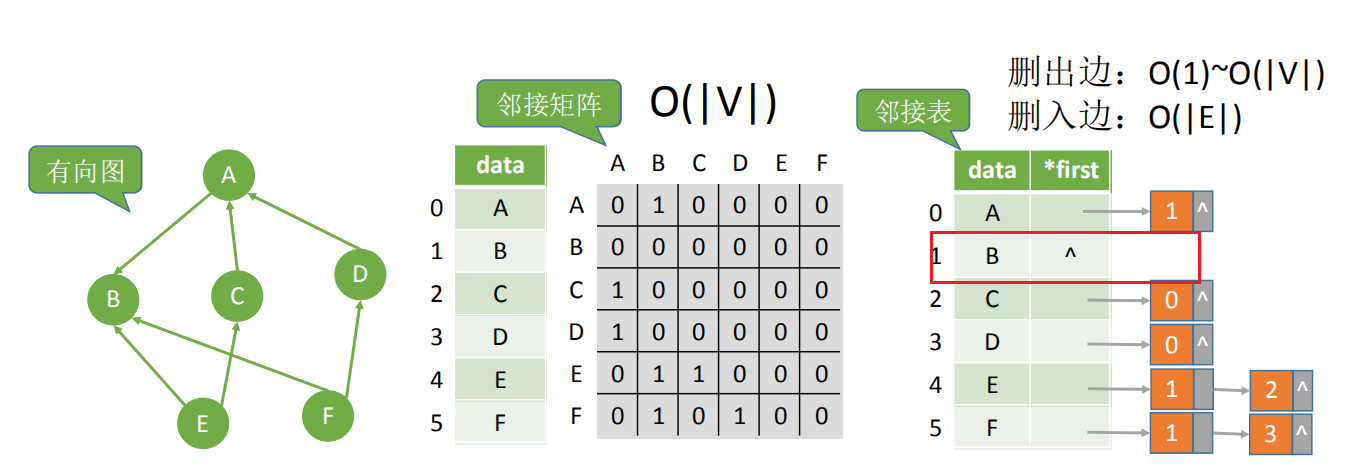 有向图
A
B
C
D
E
F
data
0 A
1 B
2 C
3 D
4 E
5 F
邻接矩阵
O(|V|)
A B C D E F
A 0 1 0 0 0 0
B 0 0 0 0 0 0
C 1 0 0 0 0 0
D 1 0 0 0 0 0
E 0 1 1 0 0 0
F 0 1 0 1 0 0
邻接表
删出边：O(1)~O(|V|)
删入边：O(|E|)
data *first
0 A 1 ^
1 B ^
2 C 0 ^
3 D 0 ^
4 E 1 2 ^
5 F 1 3 ^